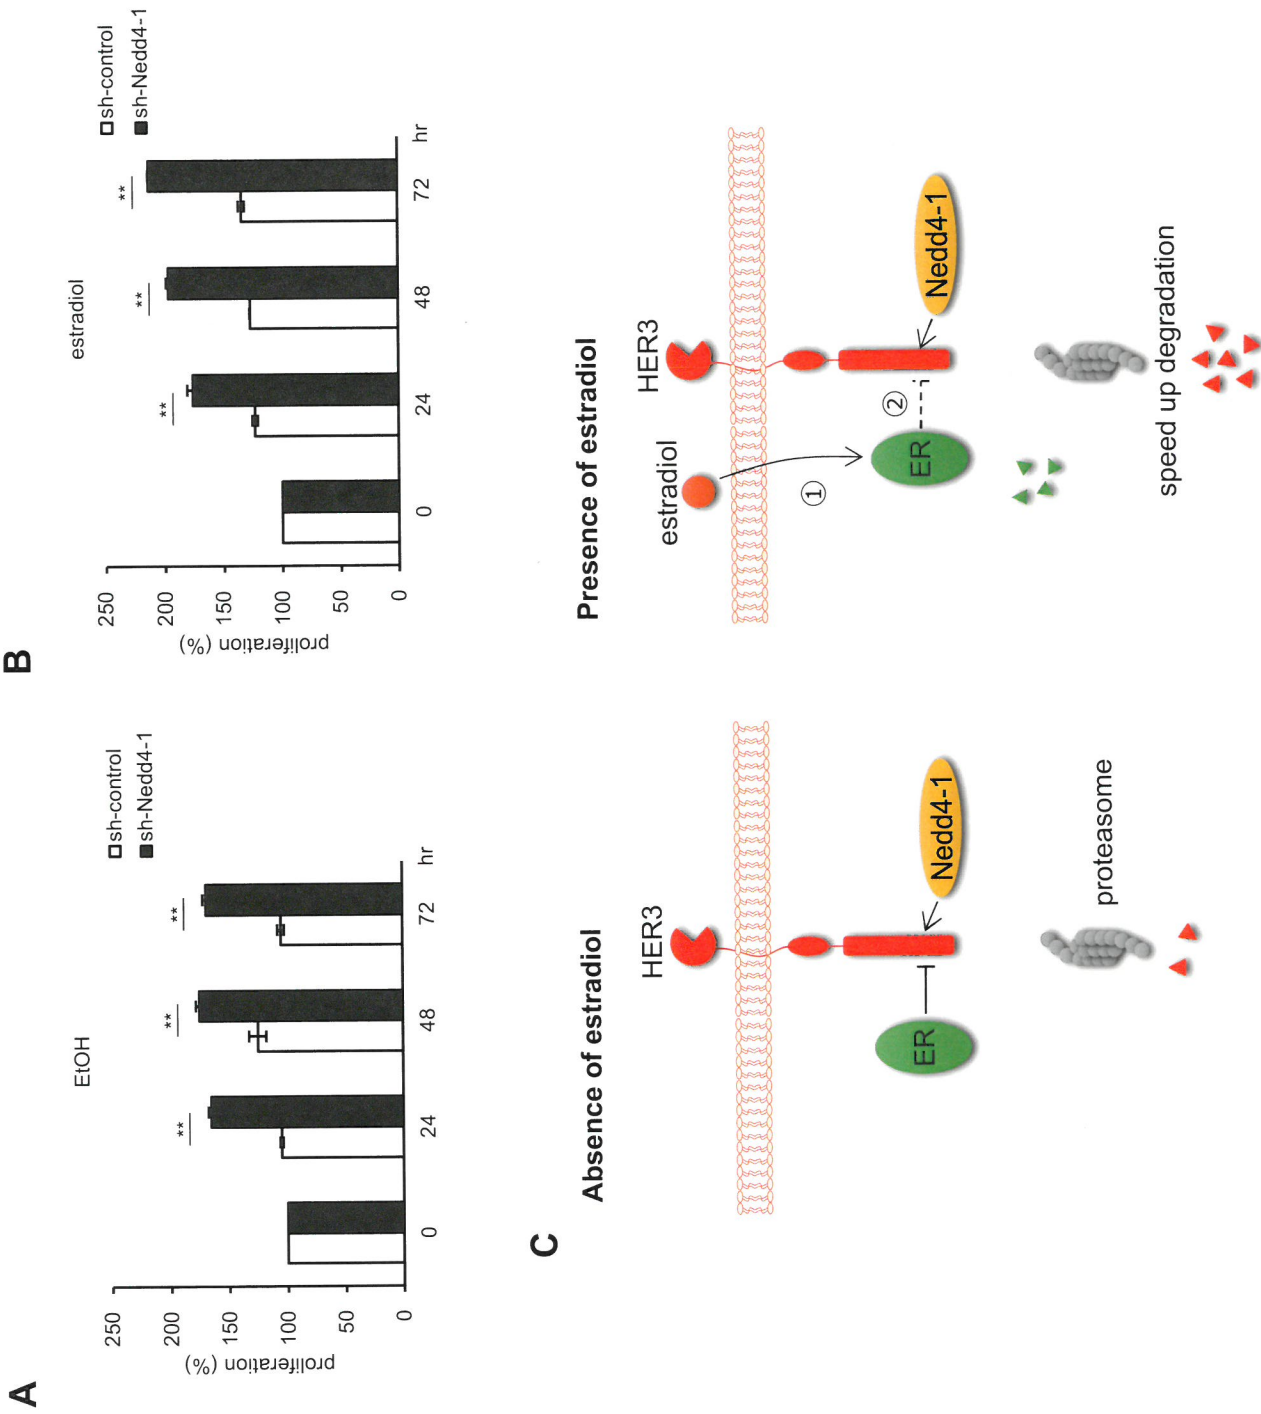 A
EtOH
sh-control
sh-Nedd4-1
**
**
**
250
200
150
100
50
0
proliferation (%)
0
24
48
72
hr
B
estradiol
sh-control
sh-Nedd4-1
**
**
**
250
200
150
100
50
0
proliferation (%)
0
24
48
72
hr
C
Absence of estradiol
HER3
ER
Nedd4-1
proteasome
Presence of estradiol
estradiol
HER3
①
②
ER
Nedd4-1
speed up degradation